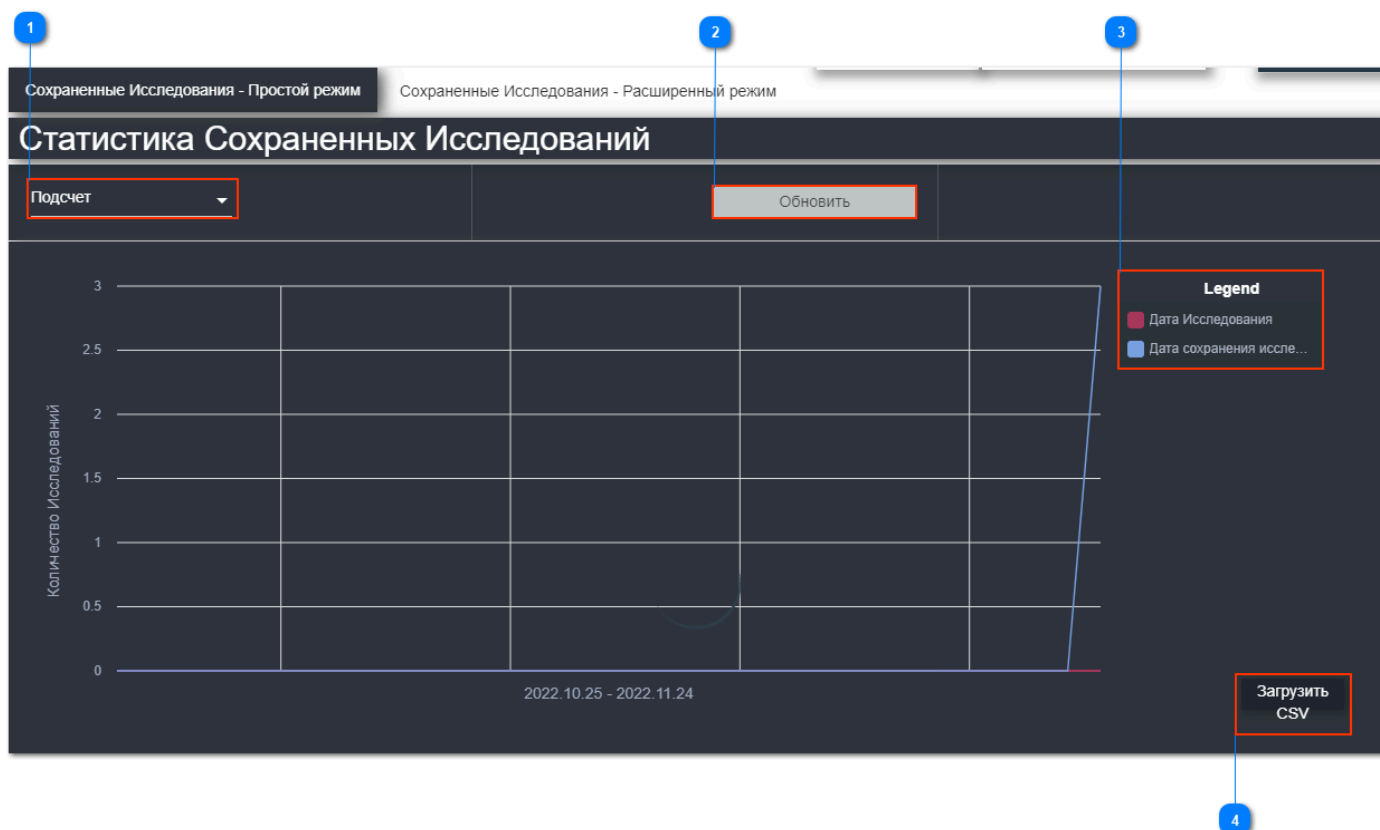 1
2
3
Сохраненные Исследования - Простой режим
Сохраненные Исследования - Расширенный режим
Статистика Сохраненных Исследований
Подсчет
Обновить
3
2.5
2
1.5
1
0.5
0
Количество Исследований
2022.10.25 - 2022.11.24
Legend
Дата Исследования
Дата сохранения иссле...
Загрузить
CSV
4